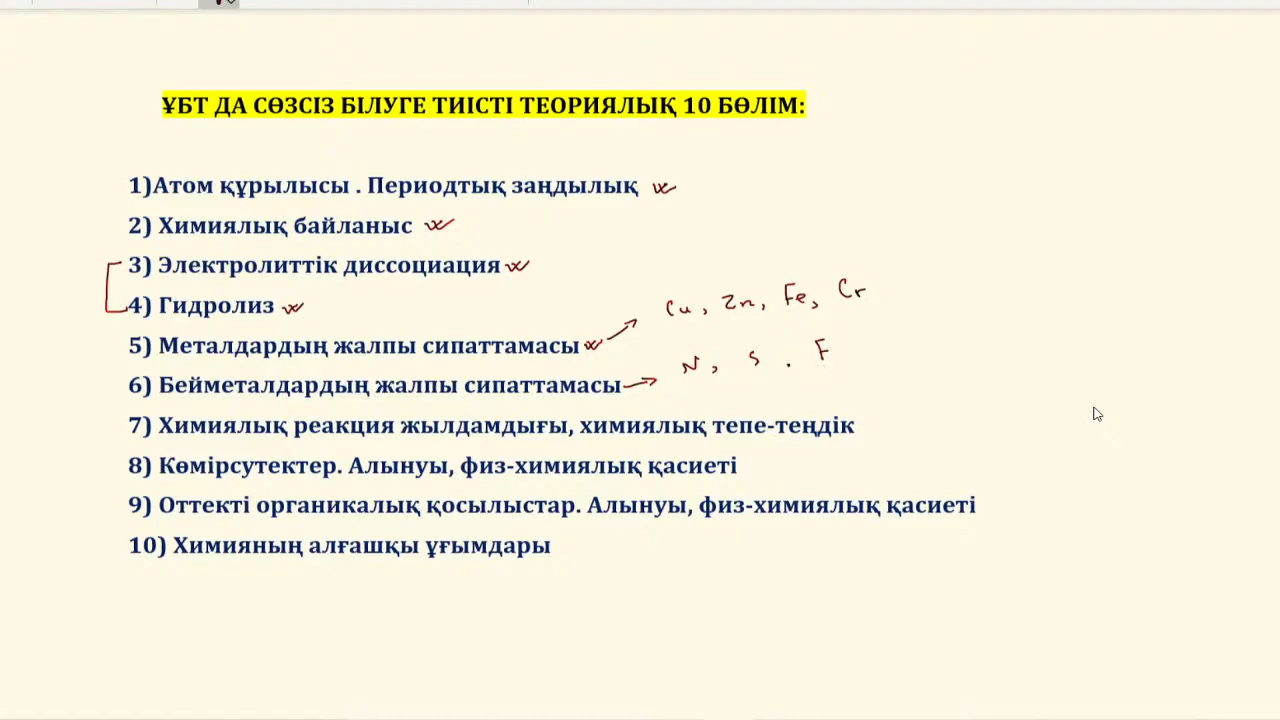 ҰБТ ДА СӨЗСІЗ БІЛУГЕ ТИІСТІ ТЕОРИЯЛЫҚ 10 БӨЛІМ:
1)Атом құрылысы . Периодтық заңдылық
2) Химиялық байланыс
3) Электролиттік диссоциация
4) Гидролиз
Cu, Zn, Fe, Cr
5) Металдардың жалпы сипаттамасы
N, S . F
6) Бейметалдардың жалпы сипаттамасы
7) Химиялық реакция жылдамдығы, химиялық тепе-теңдік
8) Көмірсутектер. Алынуы, физ-химиялық қасиеті
9) Оттекті органикалық қосылыстар. Алынуы, физ-химиялық қасиеті
10) Химияның алғашқы ұғымдары